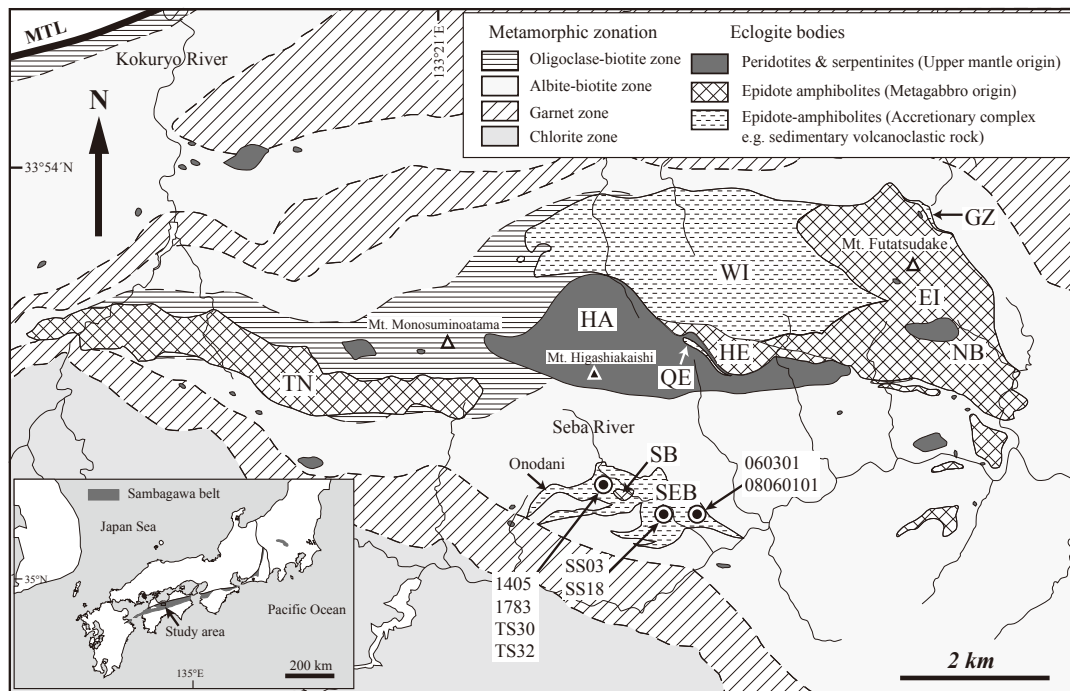 MTL
Kokuryo River
133°21´N
N
33°54´N
Metamorphic zonation
Oligoclase-biotite zone
Albite-biotite zone
Garnet zone
Chlorite zone
Eclogite bodies
Peridotites & serpentinites (Upper mantle origin)
Epidote amphibolites (Metagabbro origin)
Epidote-amphibolites (Accretionary complex
e.g. sedimentary volcanoclastic rock)
GZ
Mt. Futatsudake
WI
EI
HA
Mt. Monosuminoatama
HE
NB
Mt. Higashiakaishi
QE
TN
Seba River
Onodani
SB
SEB
060301
08060101
1405
1783
TS30
TS32
SS03
SS18
Sambagawa belt
Japan Sea
35°N
Pacific Ocean
Study area
135°E
200 km
2 km